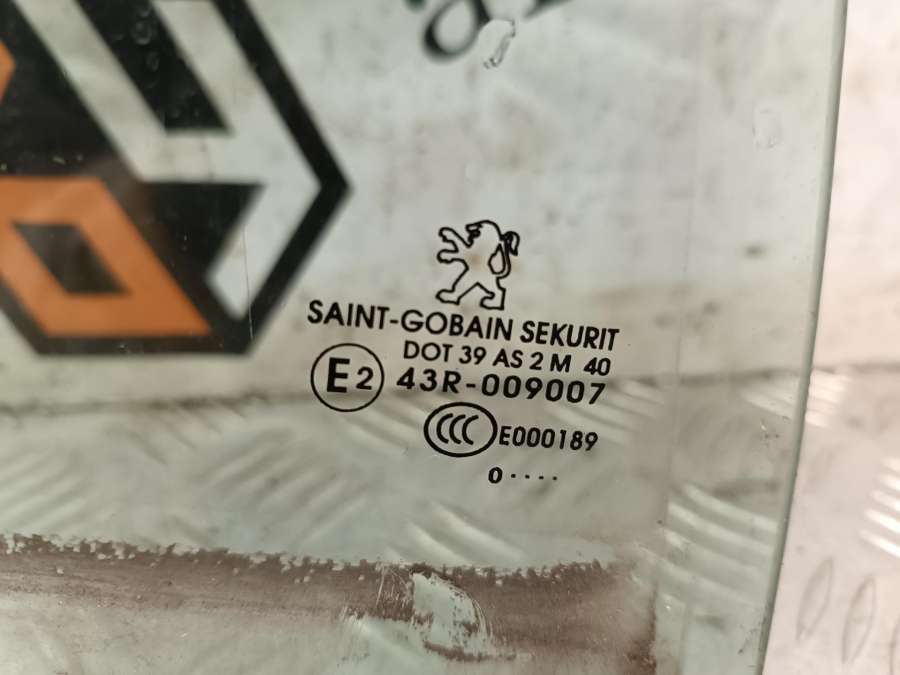 SAINT-GOBAIN SEKURIT
DOT 39 AS 2 M 40
E2 43R-009007
CCC E000189
0····